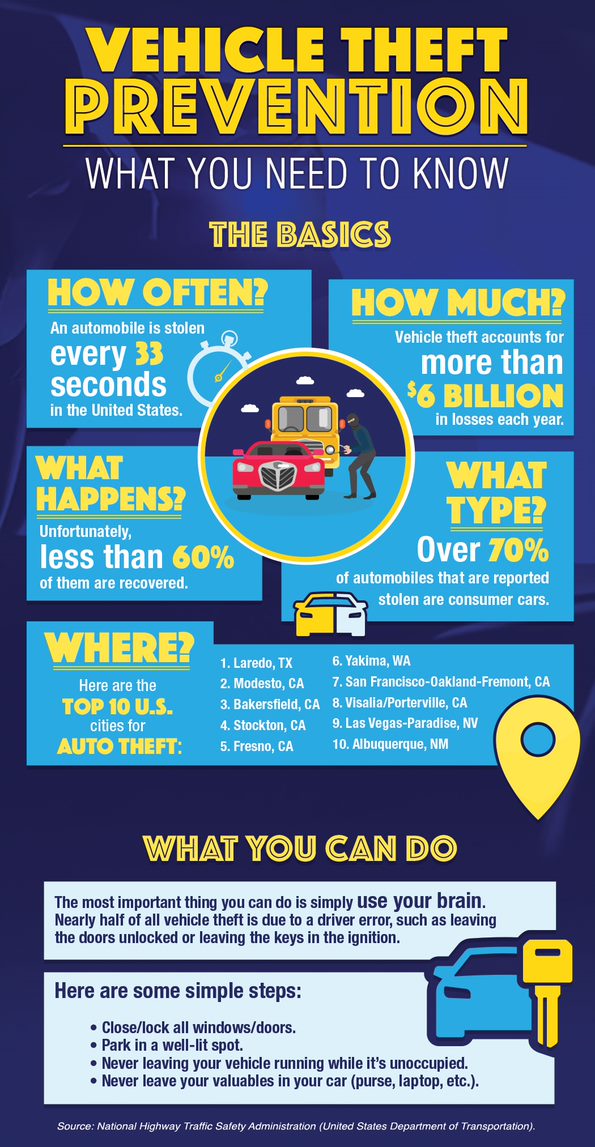 VEHICLE THEFT
PREVENTION
WHAT YOU NEED TO KNOW
THE BASICS
HOW OFTEN?
An automobile is stolen
every 33
seconds
in the United States.
HOW MUCH?
Vehicle theft accounts for
more than
$6 BILLION
in losses each year.
WHAT
HAPPENS?
Unfortunately,
less than 60%
of them are recovered.
WHAT
TYPE?
Over 70%
of automobiles that are reported
stolen are consumer cars.
WHERE?
Here are the
TOP 10 U.S.
cities for
AUTO THEFT:
1. Laredo, TX
2. Modesto, CA
3. Bakersfield, CA
4. Stockton, CA
5. Fresno, CA
6. Yakima, WA
7. San Francisco-Oakland-Fremont, CA
8. Visalia/Porterville, CA
9. Las Vegas-Paradise, NV
10. Albuquerque, NM
WHAT YOU CAN DO
The most important thing you can do is simply use your brain.
Nearly half of all vehicle theft is due to a driver error, such as leaving
the doors unlocked or leaving the keys in the ignition.
Here are some simple steps:
• Close/lock all windows/doors.
• Park in a well-lit spot.
• Never leaving your vehicle running while it's unoccupied.
• Never leave your valuables in your car (purse, laptop, etc.).
Source: National Highway Traffic Safety Administration (United States Department of Transportation).